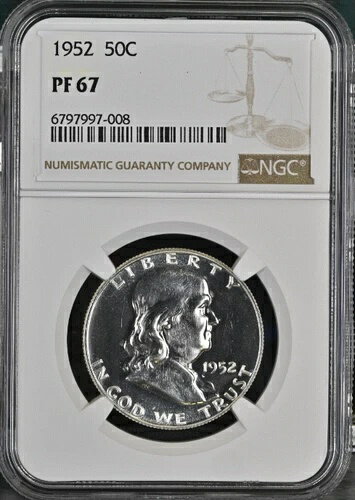 1952 50C
PF 67
6797997-008
NUMISMATIC GUARANTY COMPANY NGC®
LIBERTY
1952
IN GOD WE TRUST